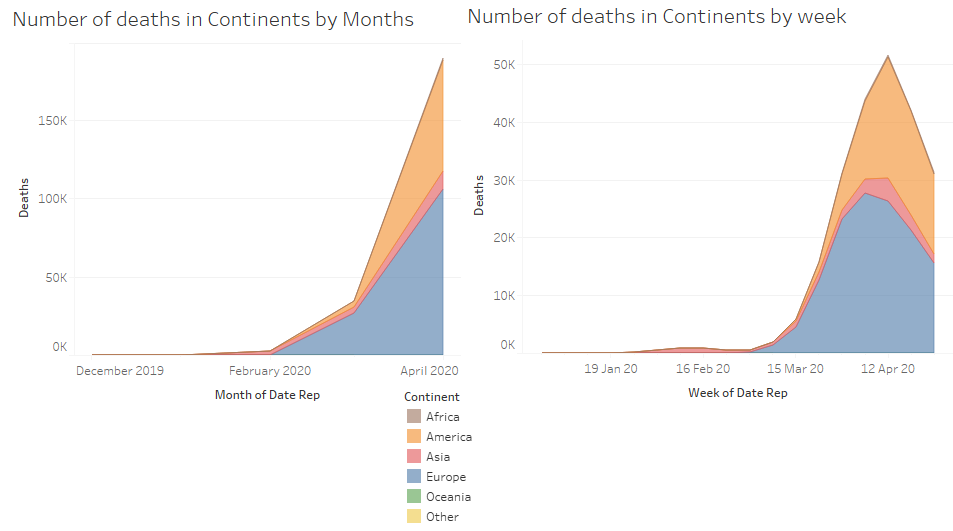 Number of deaths in Continents by Months
150K
100K
50K
0K
Deaths
December 2019
February 2020
April 2020
Month of Date Rep
Number of deaths in Continents by week
50K
40K
30K
20K
10K
0K
Deaths
19 Jan 20
16 Feb 20
15 Mar 20
12 Apr 20
Week of Date Rep
Continent
Africa
America
Asia
Europe
Oceania
Other